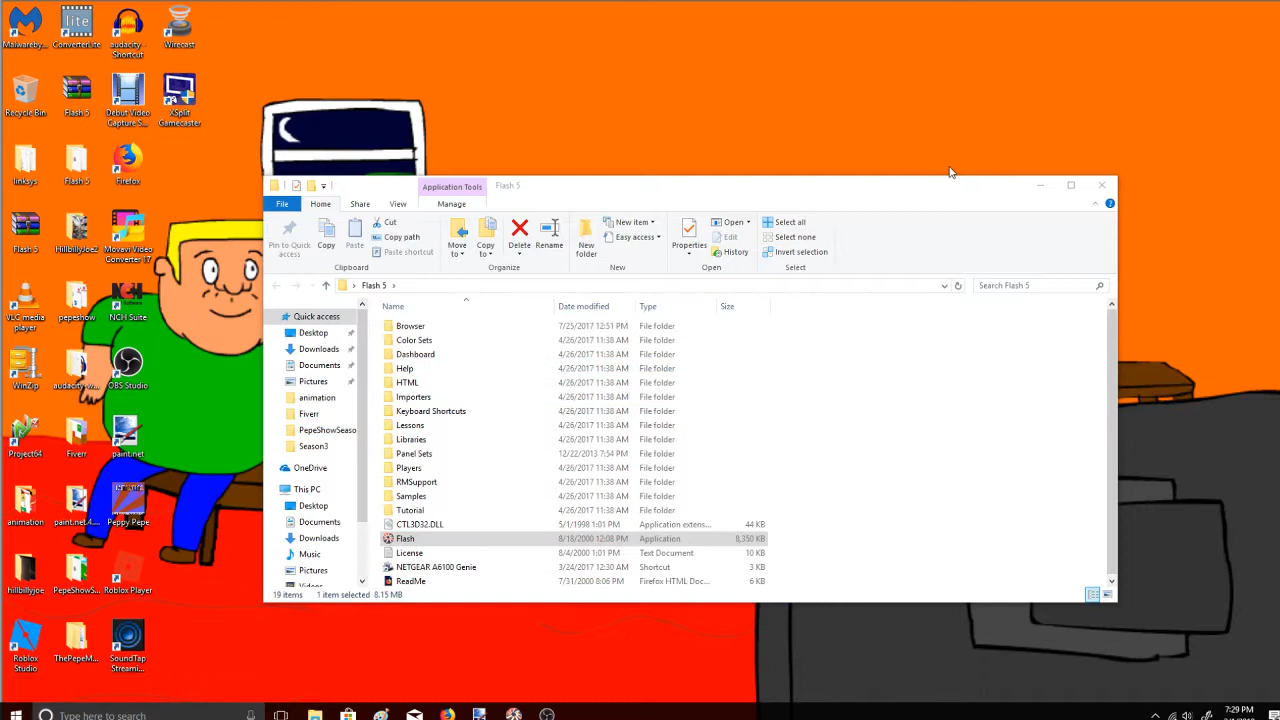 Malwareby...
ConverterLite
audacity - Shortcut
Wirecast
Recycle Bin
Flash 5
Debut Video Capture S...
XSplit Gamecaster
linksys
Flash 5
Firefox
Flash 5
HillbillyJoe2
Movavi Video Converter 17
VLC media player
pepeshow
NCH Suite
WinZip
audacity-w...
OBS Studio
Project64
Fiverr
paint.net
animation
paint.net.4....
Peppy Pepe
hillbillyjoe
PepeShowS...
Roblox Player
Roblox Studio
ThePepeM...
SoundTap Streami...
Application Tools
Flash 5
File
Home
Share
View
Manage
Pin to Quick access
Copy
Paste
Cut
Copy path
Paste shortcut
Clipboard
Move to
Copy to
Delete
Rename
Organize
New folder
New item
Easy access
New
Properties
Open
Edit
History
Open
Select all
Select none
Invert selection
Select
Flash 5
Search Flash 5
Quick access
Desktop
Downloads
Documents
Pictures
animation
Fiverr
PepeShowSeaso
Season3
OneDrive
This PC
Desktop
Documents
Downloads
Music
Pictures
Videos
Name Date modified Type Size
Browser 7/25/2017 12:51 PM File folder
Color Sets 4/26/2017 11:38 AM File folder
Dashboard 4/26/2017 11:38 AM File folder
Help 4/26/2017 11:38 AM File folder
HTML 4/26/2017 11:38 AM File folder
Importers 4/26/2017 11:38 AM File folder
Keyboard Shortcuts 4/26/2017 11:38 AM File folder
Lessons 4/26/2017 11:38 AM File folder
Libraries 4/26/2017 11:38 AM File folder
Panel Sets 12/22/2013 7:54 PM File folder
Players 4/26/2017 11:38 AM File folder
RMSupport 4/26/2017 11:38 AM File folder
Samples 4/26/2017 11:38 AM File folder
Tutorial 4/26/2017 11:38 AM File folder
CTL3D32.DLL 5/1/1998 1:01 PM Application extens... 44 KB
Flash 8/18/2000 12:08 PM Application 8,350 KB
License 8/4/2000 1:01 PM Text Document 10 KB
NETGEAR A6100 Genie 3/24/2017 12:30 AM Shortcut 3 KB
ReadMe 7/31/2000 8:06 PM Firefox HTML Doc... 6 KB
19 items 1 item selected 8.15 MB
Type here to search
7:29 PM